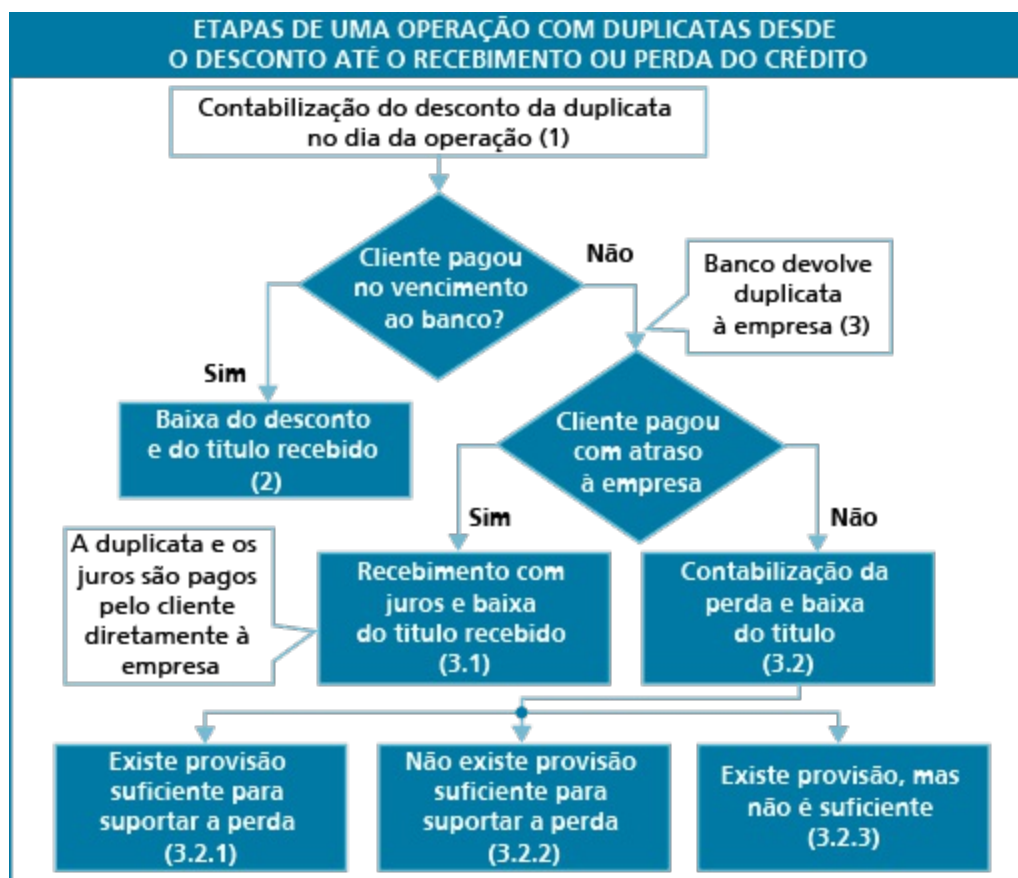 ETAPAS DE UMA OPERAÇÃO COM DUPLICATAS DESDE
O DESCONTO ATÉ O RECEBIMENTO OU PERDA DO CRÉDITO
Contabilização do desconto da duplicata
no dia da operação (1)
Cliente pagou
no vencimento
ao banco?
Não
Banco devolve
duplicata
à empresa (3)
Sim
Baixa do desconto
e do titulo recebido
(2)
Cliente pagou
com atraso
à empresa
Sim
Não
A duplicata e os
juros são pagos
pelo cliente
diretamente à
empresa
Recebimento com
juros e baixa
do titulo recebido
(3.1)
Contabilização da
perda e baixa
do titulo
(3.2)
Existe provisão
suficiente para
suportar a perda
(3.2.1)
Não existe provisão
suficiente para
suportar a perda
(3.2.2)
Existe provisão, mas
não é suficiente
(3.2.3)